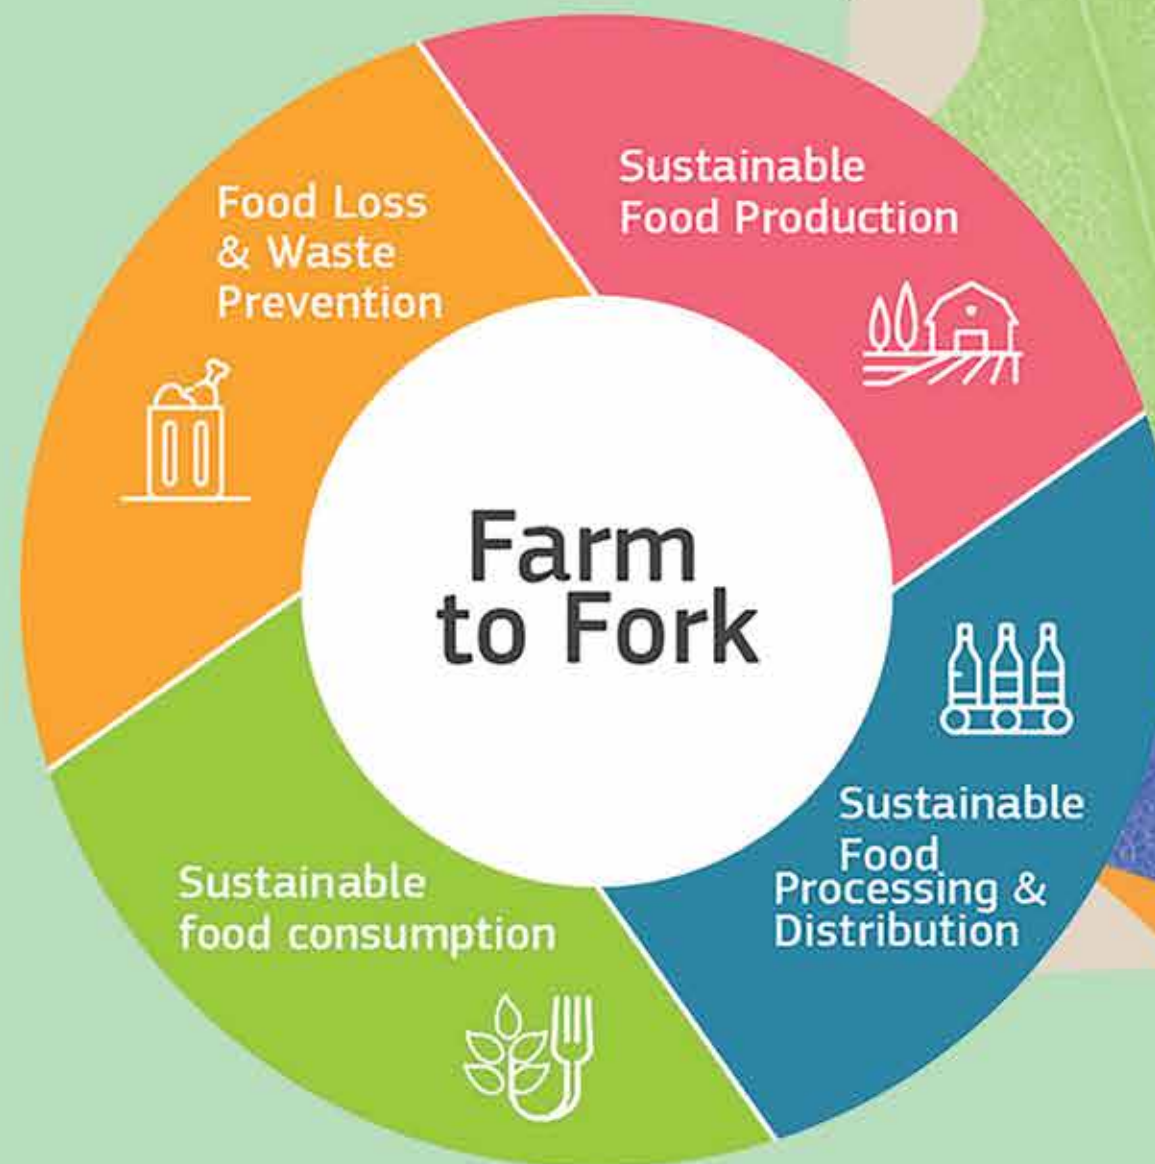 Food Loss
& Waste
Prevention
Sustainable
Food Production
Farm
to Fork
Sustainable
Food
Processing &
Distribution
Sustainable
food consumption